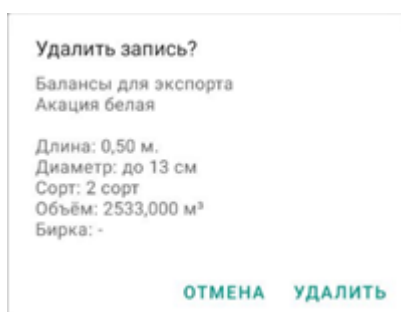 Удалить запись?
Балансы для экспорта
Акация белая
Длина: 0,50 м.
Диаметр: до 13 см
Сорт: 2 сорт
Объём: 2533,000 м³
Бирка: -
ОТМЕНА УДАЛИТЬ